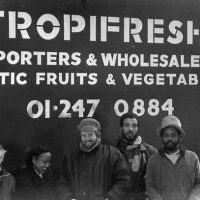 TROPIFRESH
PORTERS & WHOLESALE
TIC FRUITS & VEGETAB
01·247 0884